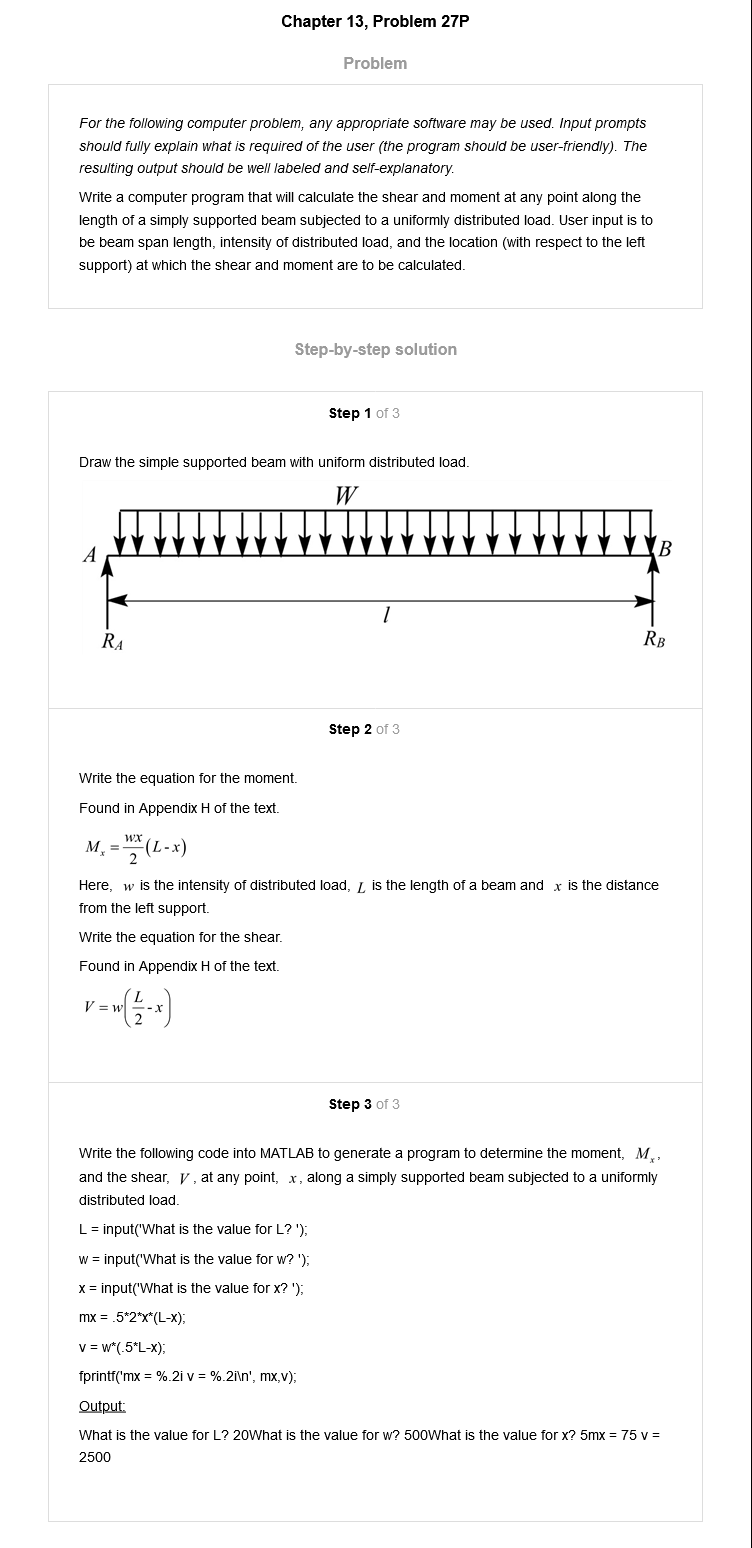 Chapter 13, Problem 27P
Problem
For the following computer problem, any appropriate software may be used. Input prompts
should fully explain what is required of the user (the program should be user-friendly). The
resulting output should be well labeled and self-explanatory.
Write a computer program that will calculate the shear and moment at any point along the
length of a simply supported beam subjected to a uniformly distributed load. User input is to
be beam span length, intensity of distributed load, and the location (with respect to the left
support) at which the shear and moment are to be calculated.
Step-by-step solution
Step 1 of 3
Draw the simple supported beam with uniform distributed load.
W
A
B
l
R_A
R_B
Step 2 of 3
Write the equation for the moment.
Found in Appendix H of the text.
M_x = wx/2 (L - x)
Here, w is the intensity of distributed load, L is the length of a beam and x is the distance
from the left support.
Write the equation for the shear.
Found in Appendix H of the text.
V = w(L/2 - x)
Step 3 of 3
Write the following code into MATLAB to generate a program to determine the moment, M_x,
and the shear, V, at any point, x, along a simply supported beam subjected to a uniformly
distributed load.
L = input('What is the value for L? ');
w = input('What is the value for w? ');
x = input('What is the value for x? ');
mx = .5*2*x*(L-x);
v = w*(.5*L-x);
fprintf('mx = %.2i v = %.2i\n', mx,v);
Output:
What is the value for L? 20What is the value for w? 500What is the value for x? 5mx = 75 v =
2500